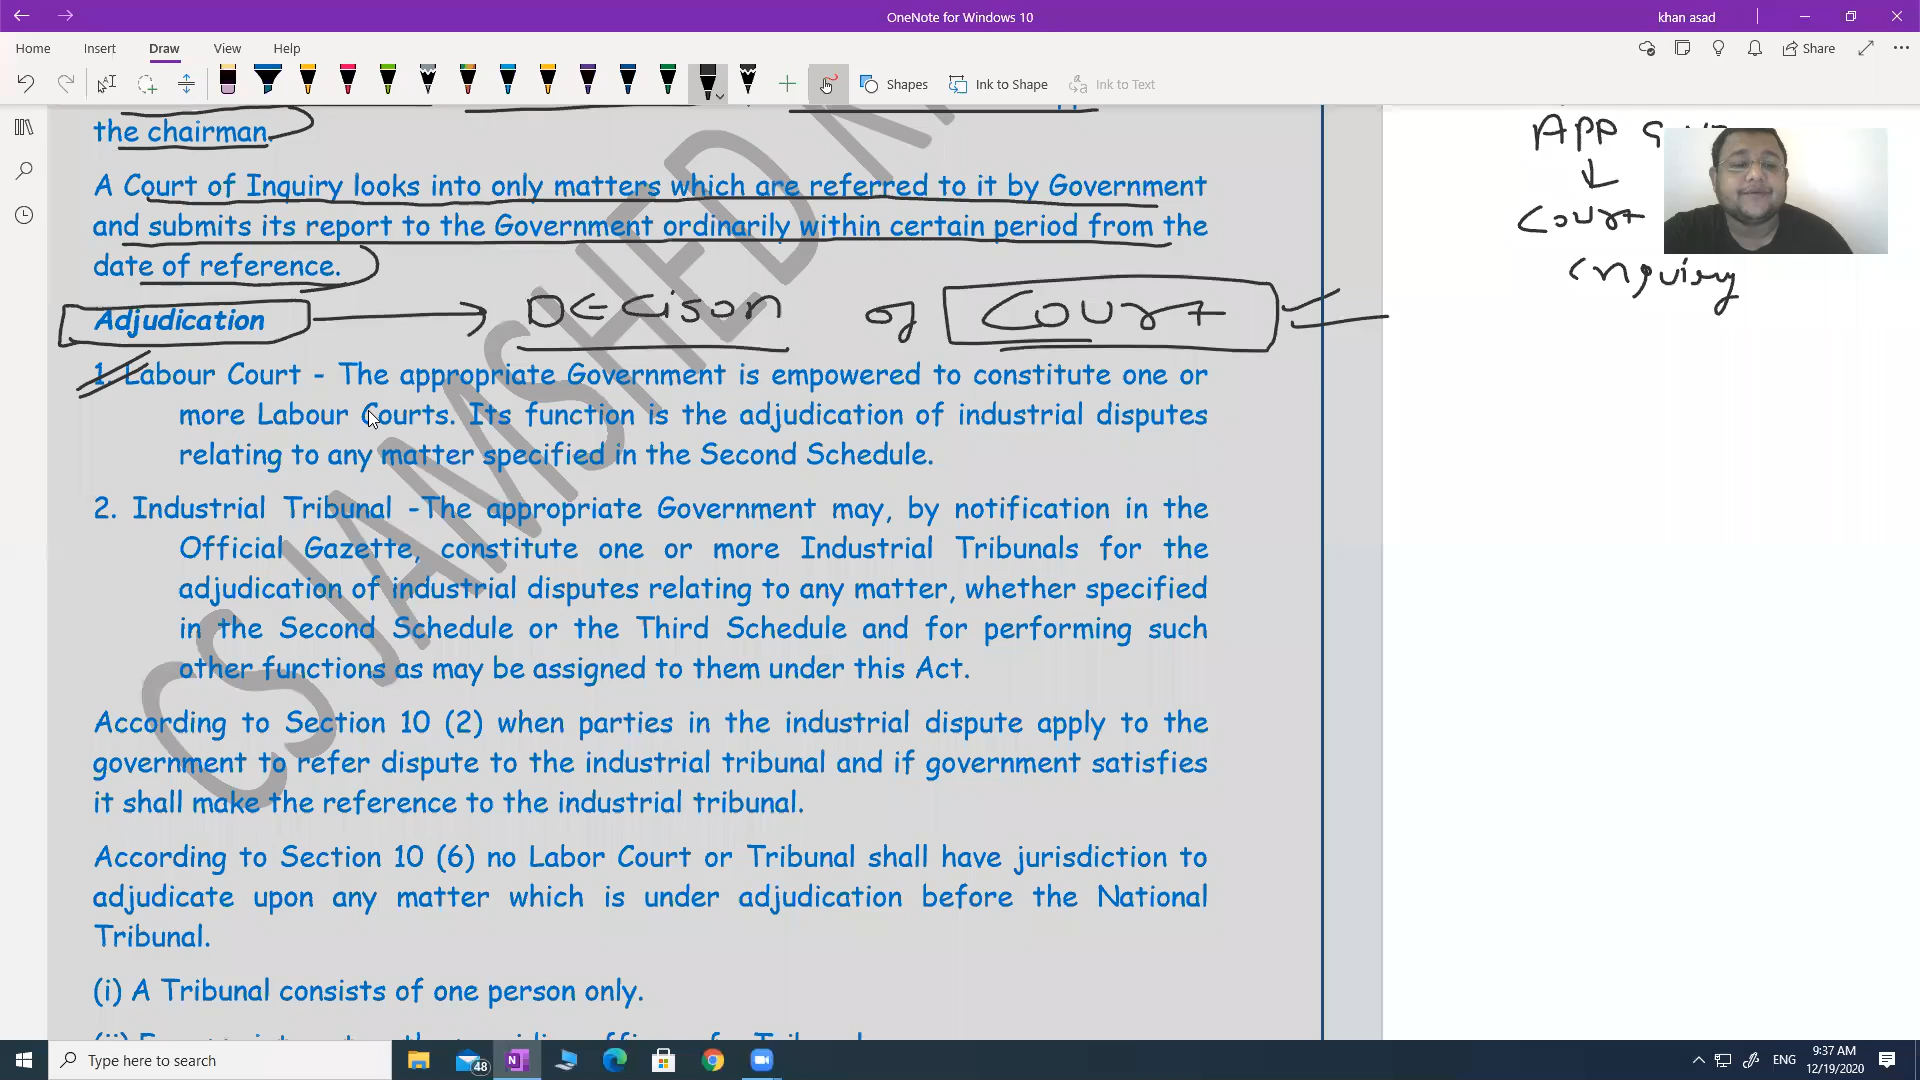 OneNote for Windows 10
khan asad
Home Insert Draw View Help
Share
Shapes
Ink to Shape
Ink to Text
the chairman.
A Court of Inquiry looks into only matters which are referred to it by Government
and submits its report to the Government ordinarily within certain period from the
date of reference.
Adjudication
DECison of Court
1. Labour Court - The appropriate Government is empowered to constitute one or
more Labour Courts. Its function is the adjudication of industrial disputes
relating to any matter specified in the Second Schedule.
2. Industrial Tribunal -The appropriate Government may, by notification in the
Official Gazette, constitute one or more Industrial Tribunals for the
adjudication of industrial disputes relating to any matter, whether specified
in the Second Schedule or the Third Schedule and for performing such
other functions as may be assigned to them under this Act.
According to Section 10 (2) when parties in the industrial dispute apply to the
government to refer dispute to the industrial tribunal and if government satisfies
it shall make the reference to the industrial tribunal.
According to Section 10 (6) no Labor Court or Tribunal shall have jurisdiction to
adjudicate upon any matter which is under adjudication before the National
Tribunal.
(i) A Tribunal consists of one person only.
APP
Court
CS JAMSHED
Type here to search
48
ENG
9:37 AM
12/19/2020